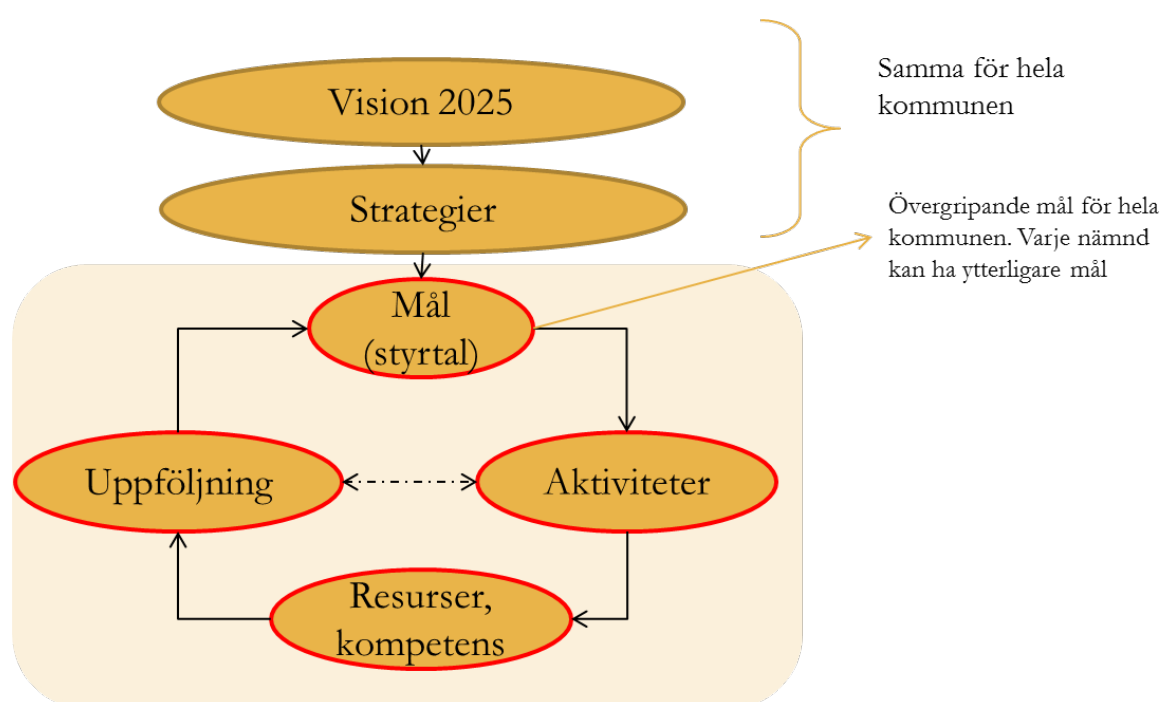 Vision 2025
Samma för hela
kommunen
Strategier
Övergripande mål för hela
kommunen. Varje nämnd
kan ha ytterligare mål
Mål
(styrtal)
Uppföljning
Aktiviteter
Resurser,
kompetens